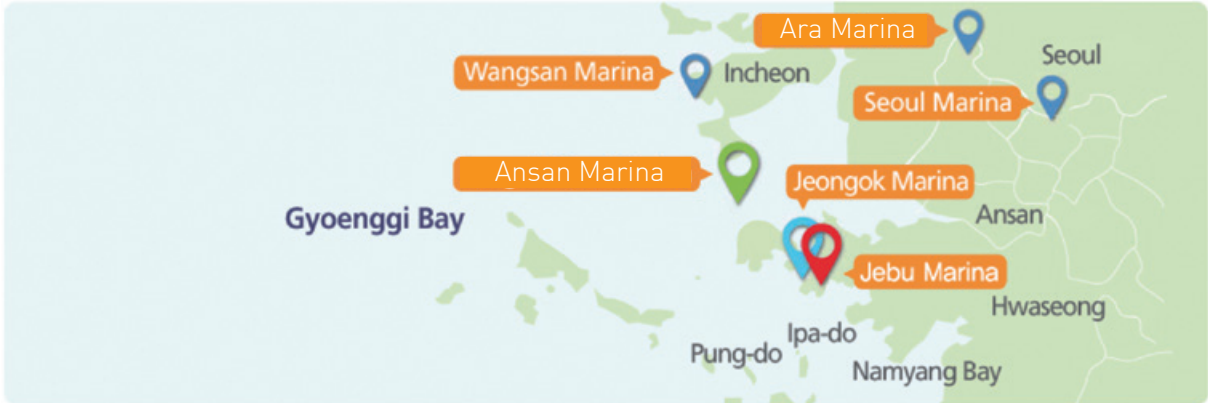 Ara Marina
Seoul
Wangsan Marina
Incheon
Seoul Marina
Ansan Marina
Jeongok Marina
Gyoenggi Bay
Ansan
Jebu Marina
Hwaseong
Ipa-do
Pung-do
Namyang Bay